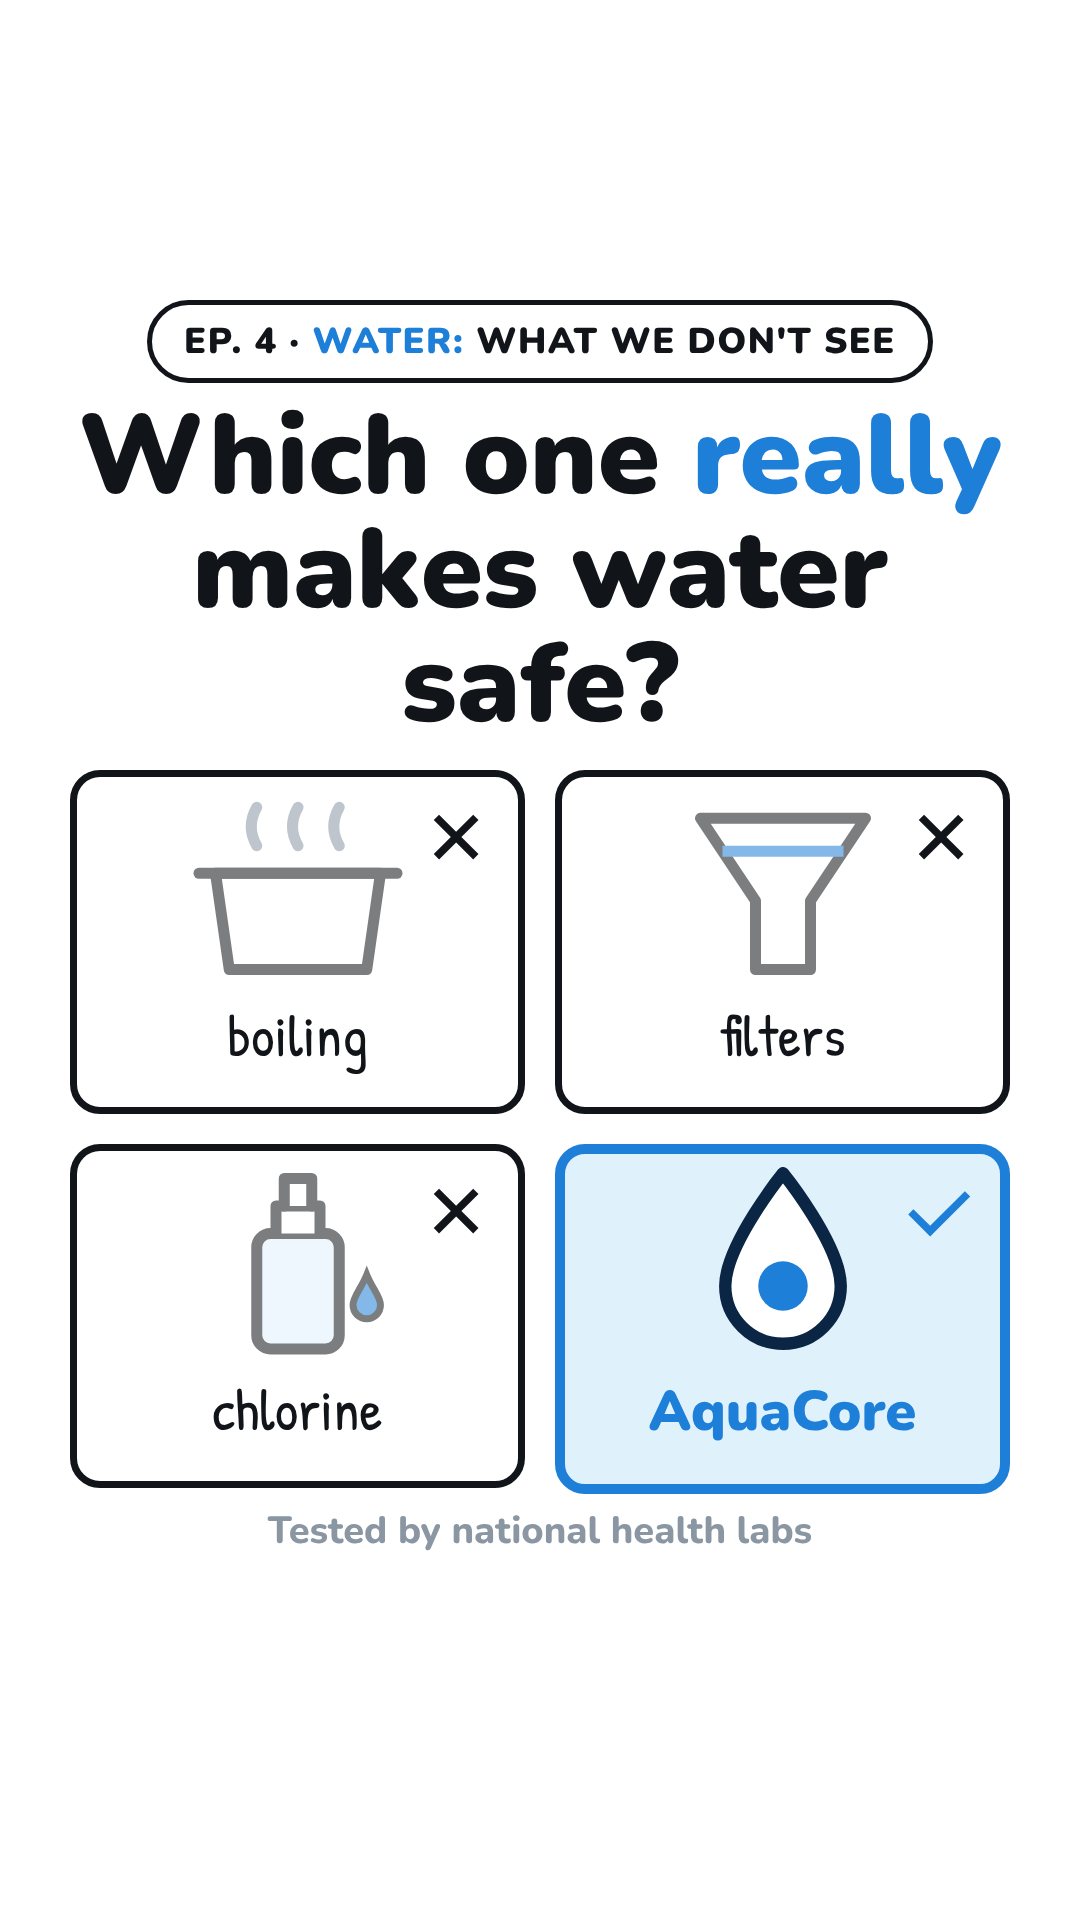 EP. 4 · WATER: WHAT WE DON'T SEE
Which one really
makes water
safe?
boiling
filters
chlorine
AquaCore
Tested by national health labs